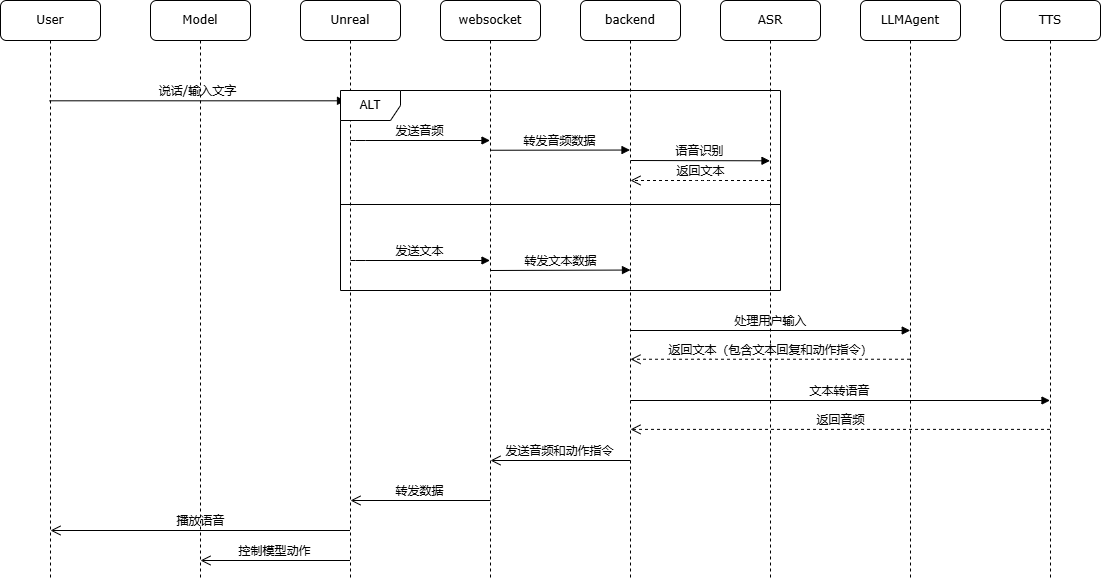 User
Model
Unreal
websocket
backend
ASR
LLMAgent
TTS
说话/输入文字
ALT
发送音频
转发音频数据
语音识别
返回文本
发送文本
转发文本数据
处理用户输入
返回文本（包含文本回复和动作指令）
文本转语音
返回音频
发送音频和动作指令
转发数据
播放语音
控制模型动作